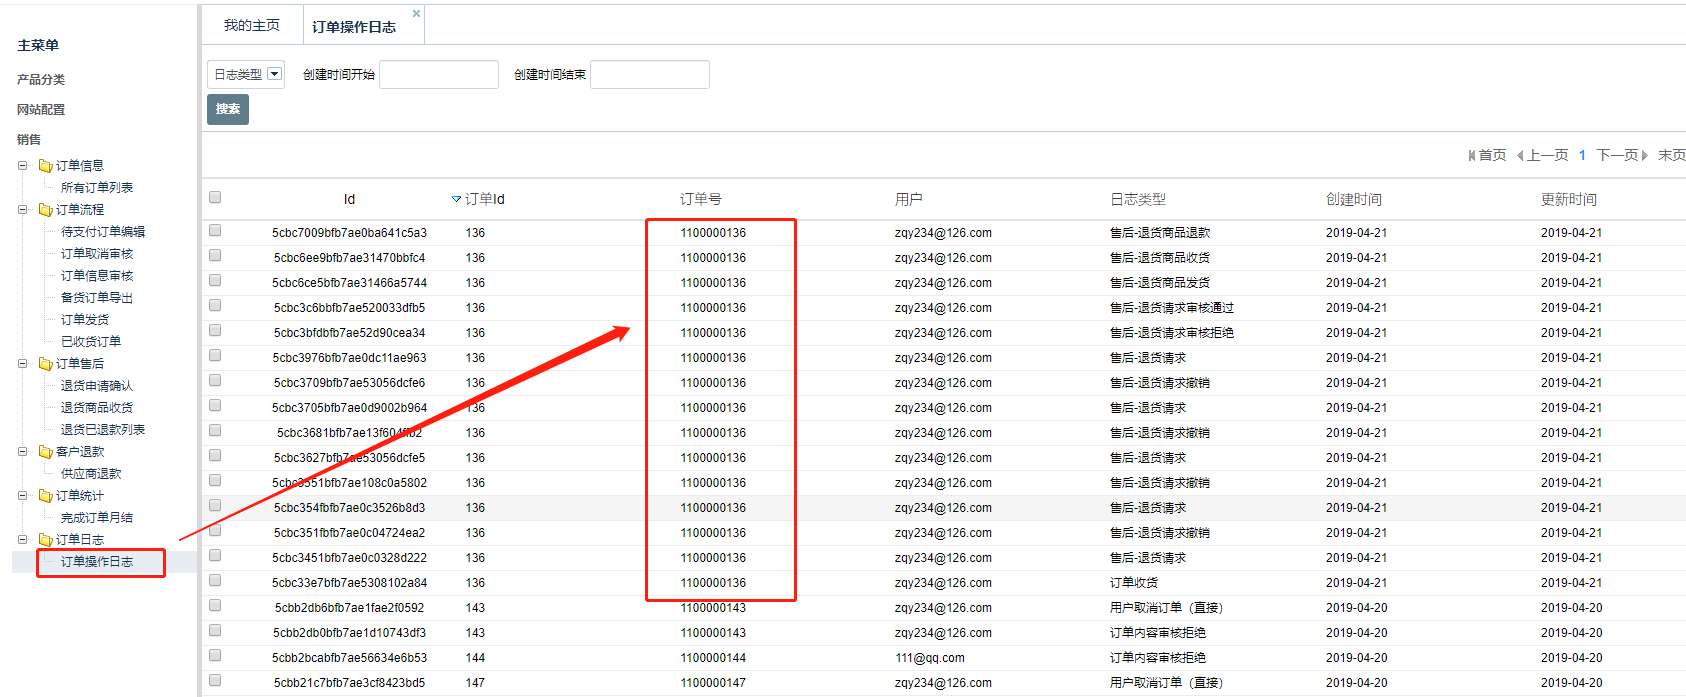 主菜单
产品分类
网站配置
销售
订单信息
所有订单列表
订单流程
待支付订单编辑
订单取消审核
订单信息审核
备货订单导出
订单发货
已收货订单
订单售后
退货申请确认
退货商品收货
退货已退款列表
客户退款
供应商退款
订单统计
完成订单月结
订单日志
订单操作日志
我的主页 订单操作日志
日志类型 创建时间开始 创建时间结束
搜索
首页 上一页 1 下一页 末页
Id 订单Id 订单号 用户 日志类型 创建时间 更新时间
5cbc7009bfb7ae0ba641c5a3 136 1100000136 zqy234@126.com 售后-退货商品退款 2019-04-21 2019-04-21
5cbc6ee9bfb7ae31470bbfc4 136 1100000136 zqy234@126.com 售后-退货商品收货 2019-04-21 2019-04-21
5cbc6ce5bfb7ae31466a5744 136 1100000136 zqy234@126.com 售后-退货商品发货 2019-04-21 2019-04-21
5cbc3c6bbfb7ae520033dfb5 136 1100000136 zqy234@126.com 售后-退货请求审核通过 2019-04-21 2019-04-21
5cbc3bfdbfb7ae52d90cea34 136 1100000136 zqy234@126.com 售后-退货请求审核拒绝 2019-04-21 2019-04-21
5cbc3976bfb7ae0dc11ae963 136 1100000136 zqy234@126.com 售后-退货请求 2019-04-21 2019-04-21
5cbc3709bfb7ae53056dcfe6 136 1100000136 zqy234@126.com 售后-退货请求撤销 2019-04-21 2019-04-21
5cbc3705bfb7ae0d9002b964 136 1100000136 zqy234@126.com 售后-退货请求 2019-04-21 2019-04-21
136 1100000136 zqy234@126.com 售后-退货请求撤销 2019-04-21 2019-04-21
5cbc3627bfb7ae53056dcfe5 136 1100000136 zqy234@126.com 售后-退货请求 2019-04-21 2019-04-21
5cbc3551bfb7ae108c0a5802 136 1100000136 zqy234@126.com 售后-退货请求撤销 2019-04-21 2019-04-21
5cbc354fbfb7ae0c3526b8d3 136 1100000136 zqy234@126.com 售后-退货请求 2019-04-21 2019-04-21
5cbc351fbfb7ae0c04724ea2 136 1100000136 zqy234@126.com 售后-退货请求撤销 2019-04-21 2019-04-21
5cbc3451bfb7ae0c0328d222 136 1100000136 zqy234@126.com 售后-退货请求 2019-04-21 2019-04-21
5cbc33e7bfb7ae5308102a84 136 1100000136 zqy234@126.com 订单收货 2019-04-21 2019-04-21
5cbb2db6bfb7ae1fae2f0592 143 1100000143 zqy234@126.com 用户取消订单（直接） 2019-04-20 2019-04-20
5cbb2db0bfb7ae1d10743df3 143 1100000143 zqy234@126.com 订单内容审核拒绝 2019-04-20 2019-04-20
5cbb2bcabfb7ae56634e6b53 144 1100000144 111@qq.com 订单内容审核拒绝 2019-04-20 2019-04-20
5cbb21c7bfb7ae3cf8423bd5 147 1100000147 zqy234@126.com 用户取消订单（直接） 2019-04-20 2019-04-20